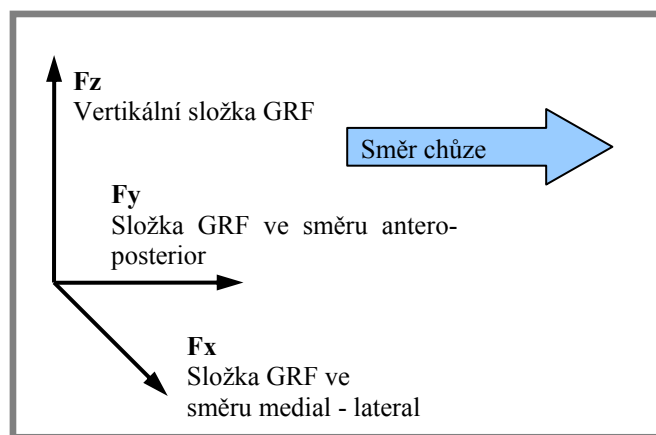 Fz
Vertikální složka GRF
Směr chůze
Fy
Složka GRF ve směru antero-
posterior
Fx
Složka GRF ve
směru medial - lateral